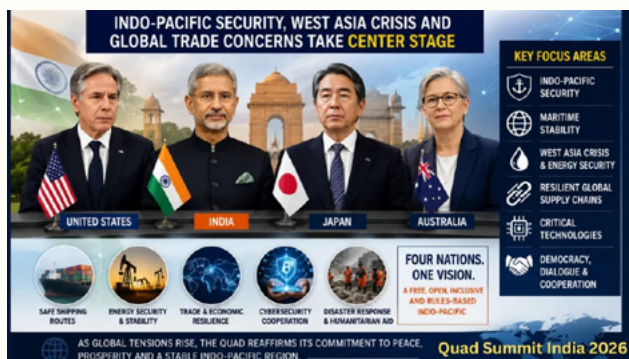 INDO-PACIFIC SECURITY, WEST ASIA CRISIS AND
GLOBAL TRADE CONCERNS TAKE CENTER STAGE
UNITED STATES
INDIA
JAPAN
AUSTRALIA
KEY FOCUS AREAS
INDO-PACIFIC
SECURITY
MARITIME
STABILITY
WEST ASIA CRISIS
& ENERGY SECURITY
RESILIENT GLOBAL
SUPPLY CHAINS
CRITICAL
TECHNOLOGIES
DEMOCRACY,
DIALOGUE &
COOPERATION
SAFE SHIPPING
ROUTES
ENERGY SECURITY
& STABILITY
TRADE & ECONOMIC
RESILIENCE
CYBERSECURITY
COOPERATION
DISASTER RESPONSE
& HUMANITARIAN AID
FOUR NATIONS.
ONE VISION.
A FREE, OPEN, INCLUSIVE
AND RULES-BASED
INDO-PACIFIC
AS GLOBAL TENSIONS RISE, THE QUAD REAFFIRMS ITS COMMITMENT TO PEACE,
PROSPERITY AND A STABLE INDO-PACIFIC REGION.
Quad Summit India 2026